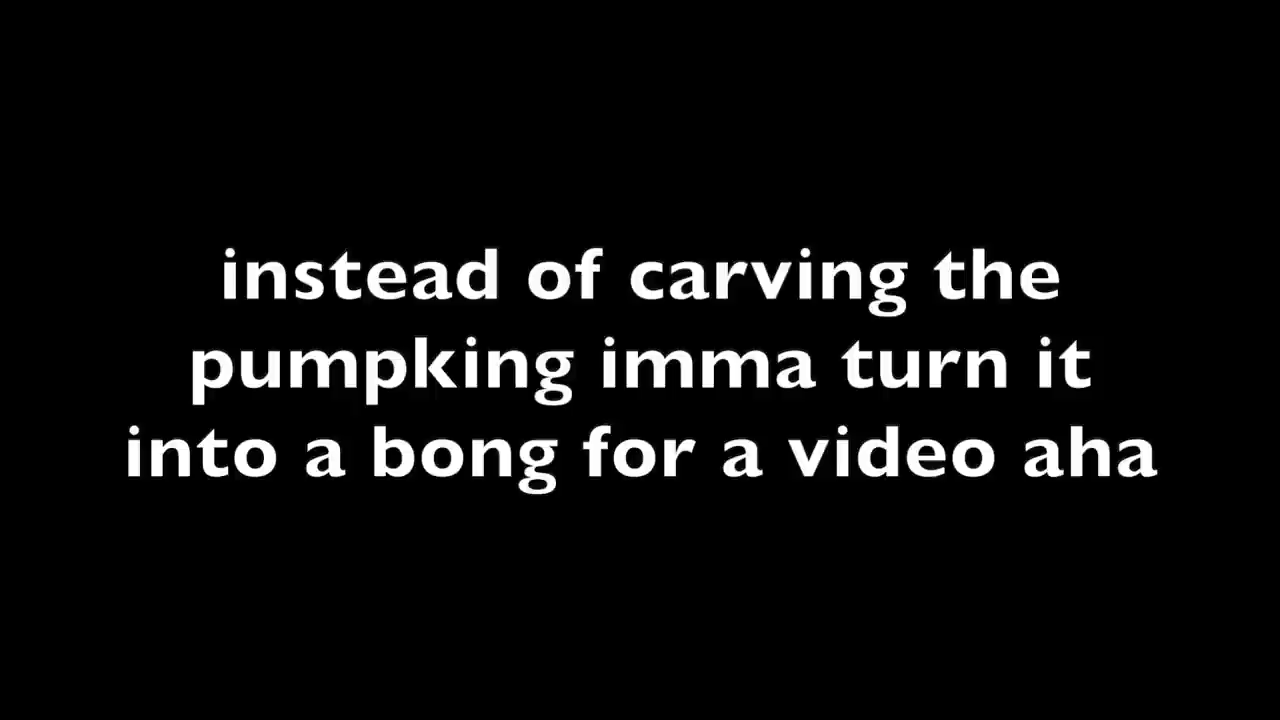 instead of carving the
pumpking imma turn it
into a bong for a video aha